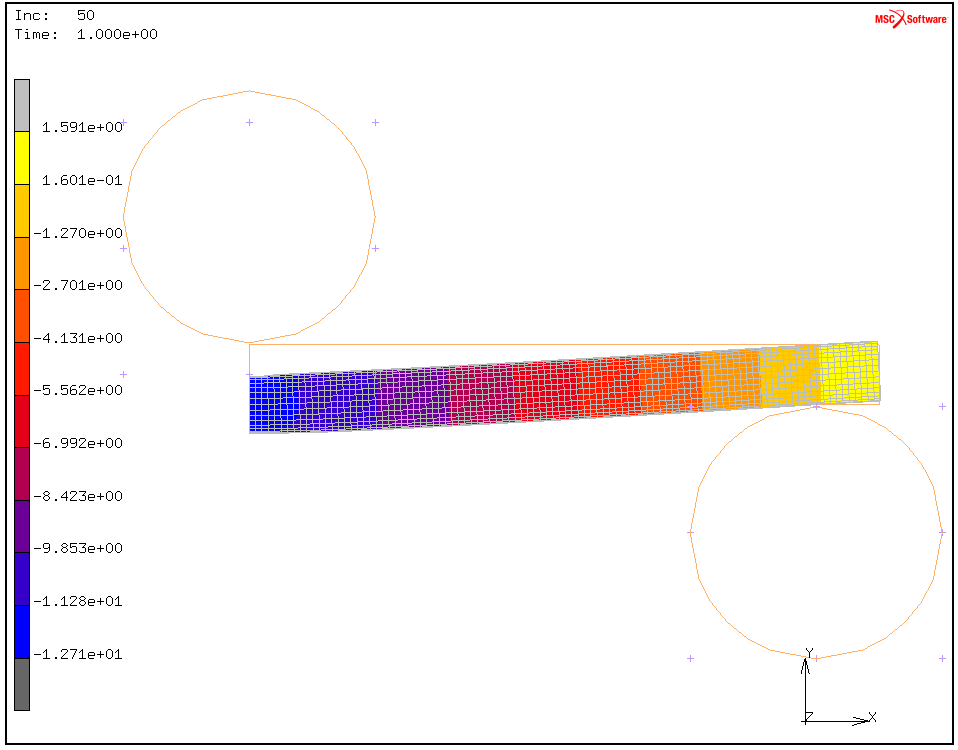 Inc: 50
Time: 1.000e+00
MSC Software
1.591e+00
1.601e-01
-1.270e+00
-2.701e+00
-4.131e+00
-5.562e+00
-6.992e+00
-8.423e+00
-9.853e+00
-1.128e+01
-1.271e+01
Y
Z X